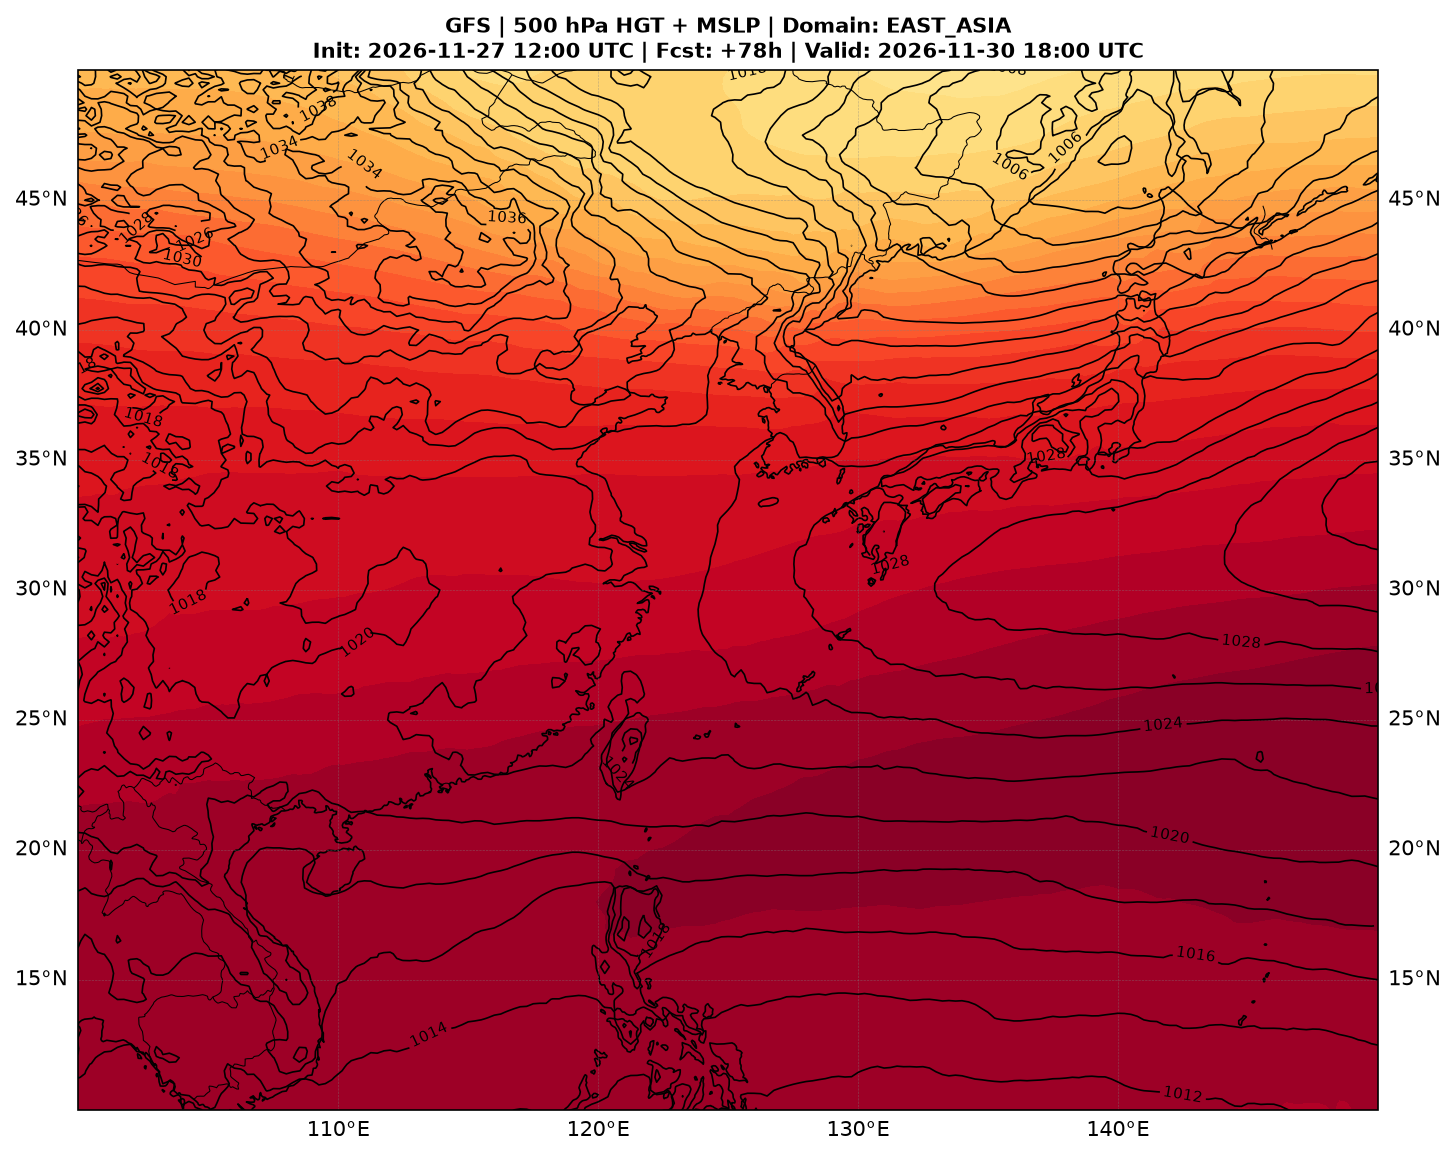 GFS | 500 hPa HGT + MSLP | Domain: EAST_ASIA
Init: 2026-11-27 12:00 UTC | Fcst: +78h | Valid: 2026-11-30 18:00 UTC
1038
1034
1034
1006
1006
45°N
1036
45°N
1028
1026
1030
40°N
40°N
1018
1016
1028
35°N
35°N
1028
30°N
1018
30°N
1020
1028
25°N
1024
25°N
1020
20°N
20°N
1018
1016
15°N
15°N
1014
1012
110°E
120°E
130°E
140°E